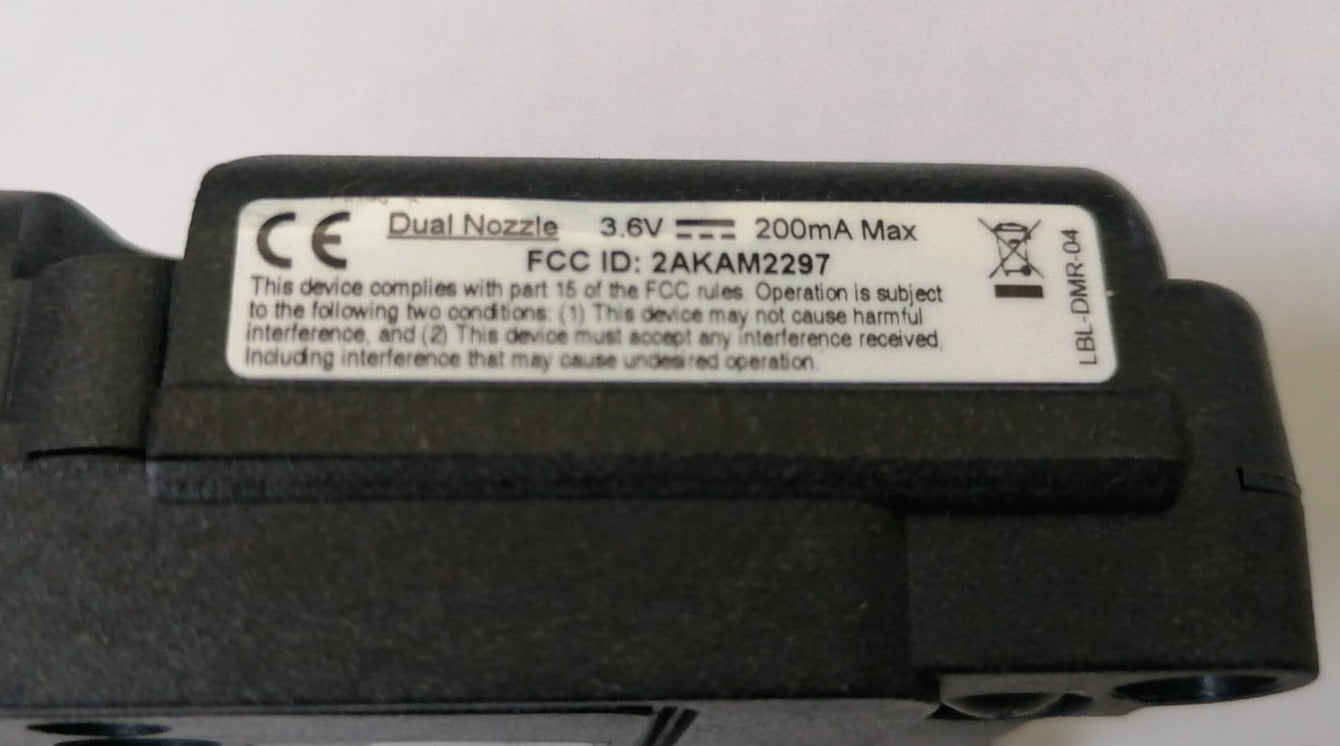 CE Dual Nozzle 3.6V 200mA Max
FCC ID: 2AKAM2297
This device complies with part 15 of the FCC rules. Operation is subject
to the following two conditions: (1) This device may not cause harmful
interference, and (2) This device must accept any interference received
Including interference that may cause undesired operation.
LBL-DMR-04